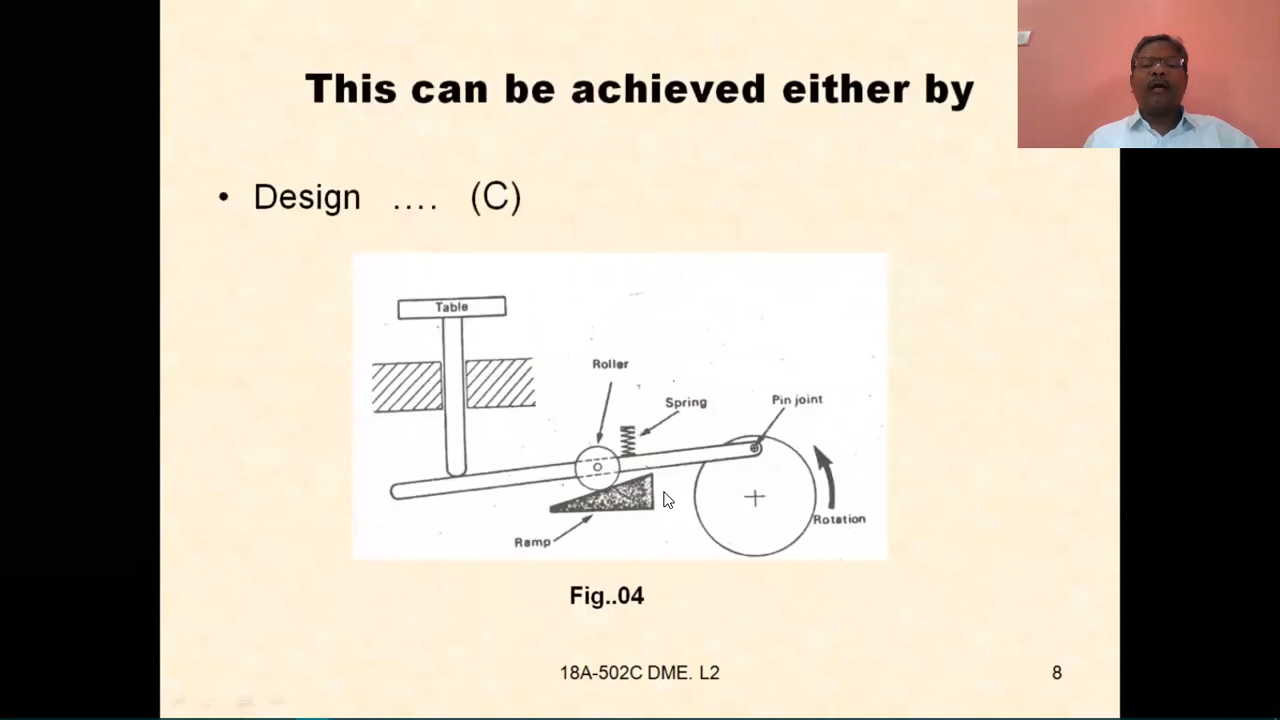 This can be achieved either by
• Design .... (C)
Table
Roller
Spring
Pin joint
Rotation
Ramp
Fig..04
18A-502C DME. L2
8